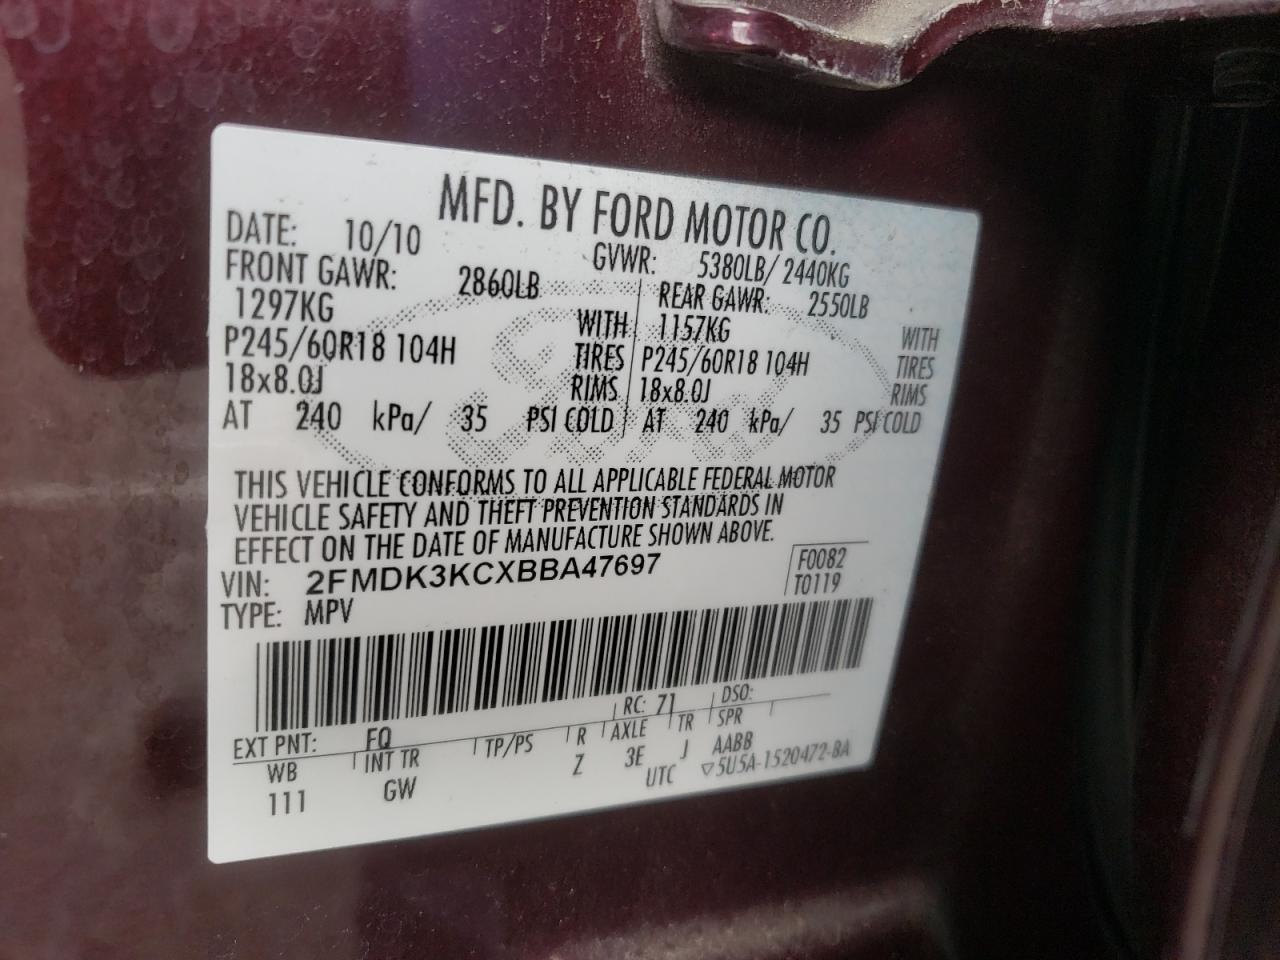 MFD. BY FORD MOTOR CO.
DATE: 10/10 GVWR: 5380LB/ 2440KG
FRONT GAWR: 2860LB REAR GAWR: 2550LB
1297KG WITH 1157KG WITH
P245/60R18 104H TIRES P245/60R18 104H TIRES
18x8.0J RIMS 18x8.0J RIMS
AT 240 kPa/ 35 PSI COLD AT 240 kPa/ 35 PSI COLD
THIS VEHICLE CONFORMS TO ALL APPLICABLE FEDERAL MOTOR
VEHICLE SAFETY AND THEFT PREVENTION STANDARDS IN
EFFECT ON THE DATE OF MANUFACTURE SHOWN ABOVE.
VIN: 2FMDK3KCXBBA47697 F0082
TYPE: MPV T0119
EXT PNT: FQ RC: 71 DSO:
WB INT TR TP/PS R AXLE TR SPR
111 GW Z 3E J AABB
UTC ▽5U5A-1520472-BA